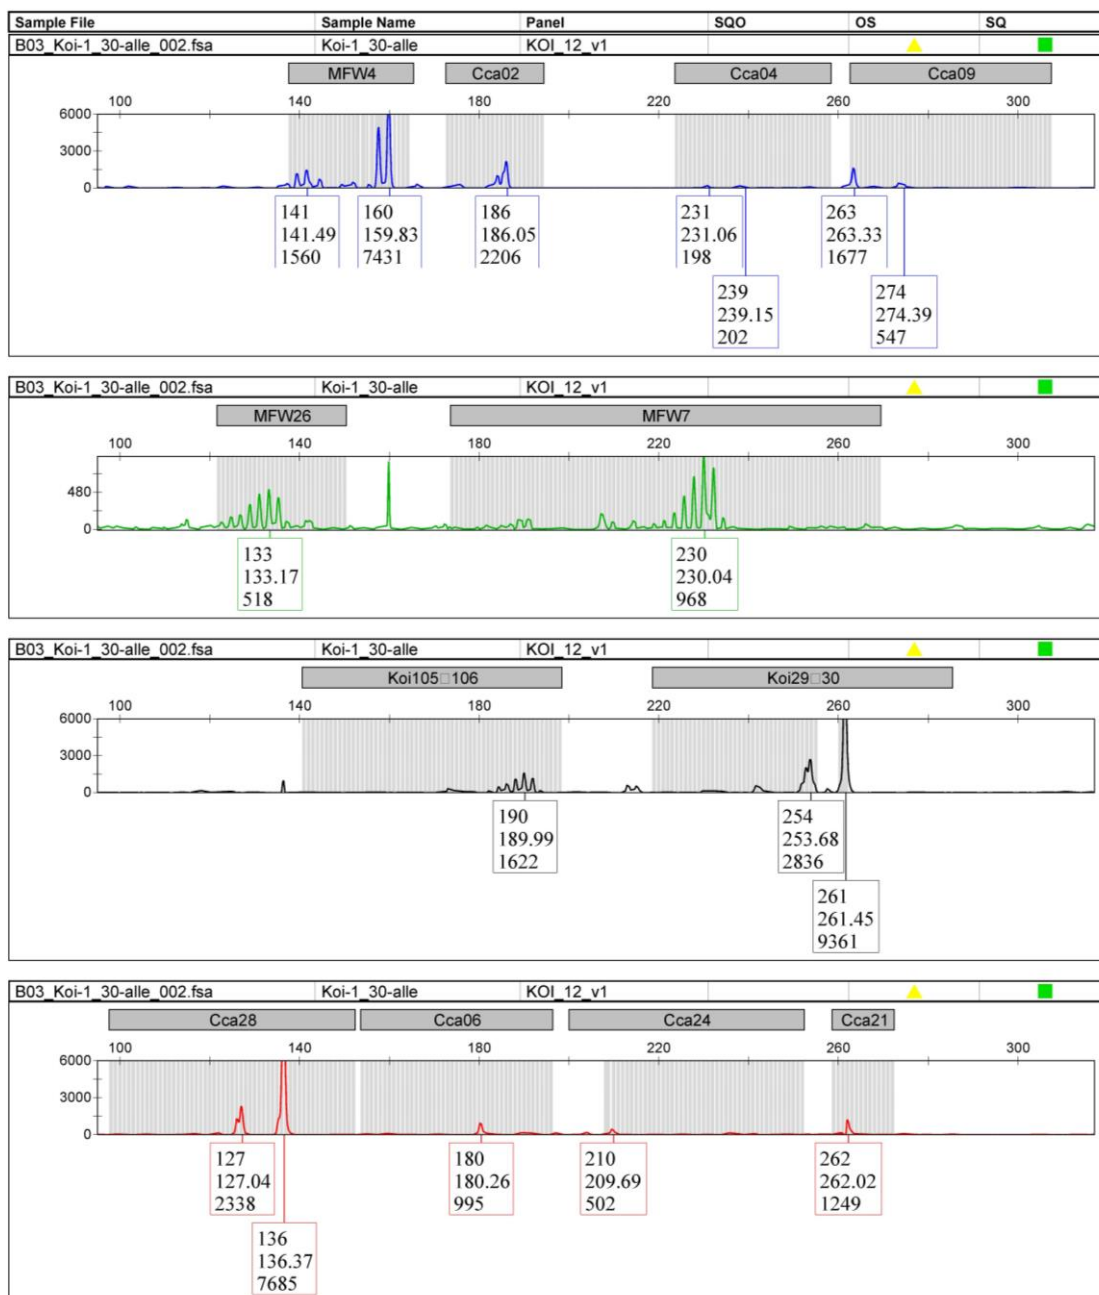 Sample File Sample Name Panel SQO OS SQ
B03_Koi-1_30-alle_002.fsa Koi-1_30-alle KOI_12_v1
MFW4 Cca02 Cca04 Cca09
100 140 180 220 260 300
6000
3000
0
141 160 186 231 263
141.49 159.83 186.05 231.06 263.33
1560 7431 2206 198 1677
239 274
239.15 274.39
202 547
B03_Koi-1_30-alle_002.fsa Koi-1_30-alle KOI_12_v1
MFW26 MFW7
100 140 180 220 260 300
480
0
133 230
133.17 230.04
518 968
B03_Koi-1_30-alle_002.fsa Koi-1_30-alle KOI_12_v1
Koi105□106 Koi29□30
100 140 180 220 260 300
6000
3000
0
190 254
189.99 253.68
1622 2836
261
261.45
9361
B03_Koi-1_30-alle_002.fsa Koi-1_30-alle KOI_12_v1
Cca28 Cca06 Cca24 Cca21
100 140 180 220 260 300
6000
3000
0
127 180 210 262
127.04 180.26 209.69 262.02
2338 995 502 1249
136
136.37
7685